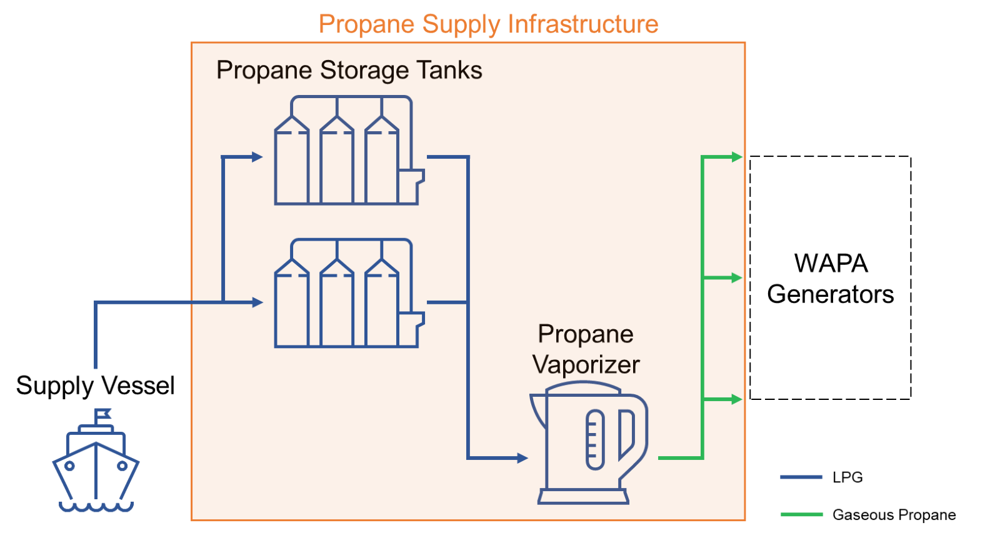 Propane Supply Infrastructure
Propane Storage Tanks
WAPA
Generators
Propane
Vaporizer
Supply Vessel
LPG
Gaseous Propane